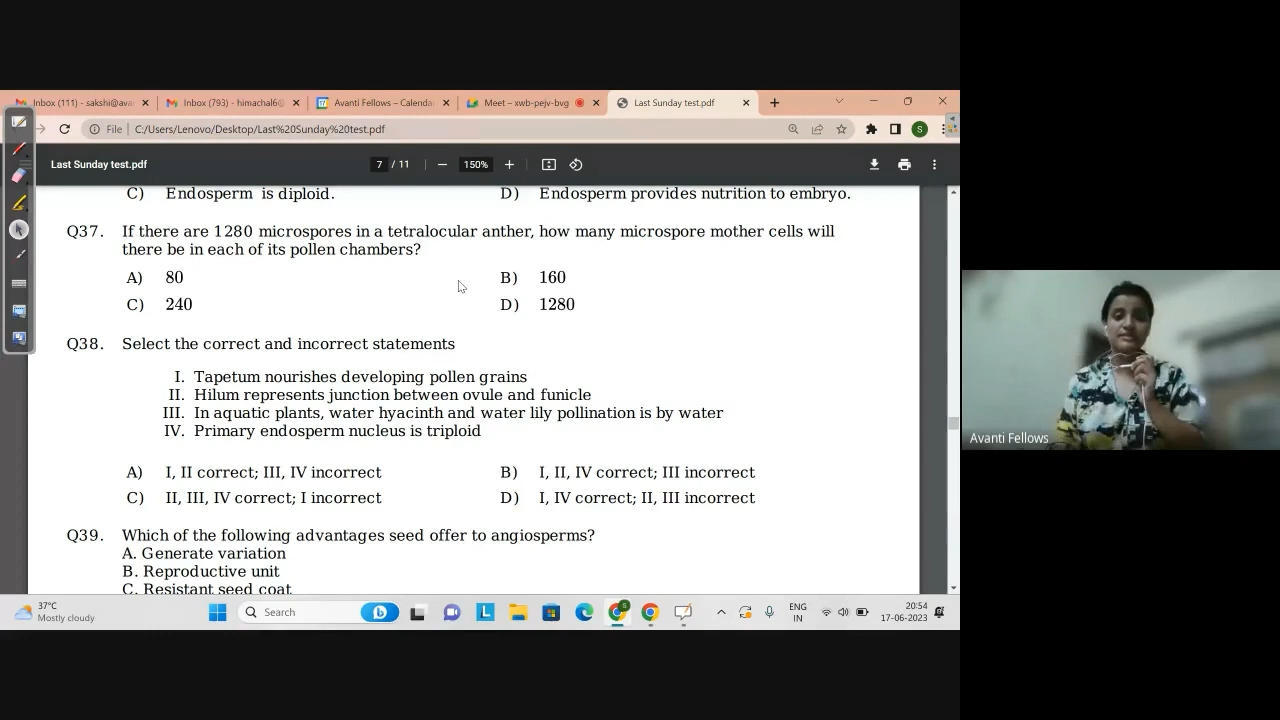 Inbox (111) – sakshi@ava
Inbox (793) – himachal6@
Avanti Fellows – Calenda
Meet – xwb-pejv-bvg
Last Sunday test.pdf
File
C:/Users/Lenovo/Desktop/Last%20Sunday%20test.pdf
S
Last Sunday test.pdf
7 / 11
150%
C) Endosperm is diploid.
D) Endosperm provides nutrition to embryo.
Q37. If there are 1280 microspores in a tetralocular anther, how many microspore mother cells will
there be in each of its pollen chambers?
A) 80
B) 160
C) 240
D) 1280
Q38. Select the correct and incorrect statements
I. Tapetum nourishes developing pollen grains
II. Hilum represents junction between ovule and funicle
III. In aquatic plants, water hyacinth and water lily pollination is by water
IV. Primary endosperm nucleus is triploid
A) I, II correct; III, IV incorrect
B) I, II, IV correct; III incorrect
C) II, III, IV correct; I incorrect
D) I, IV correct; II, III incorrect
Q39. Which of the following advantages seed offer to angiosperms?
A. Generate variation
B. Reproductive unit
C. Resistant seed coat
Avanti Fellows
37°C
Mostly cloudy
Search
ENG
IN
20:54
17-06-2023